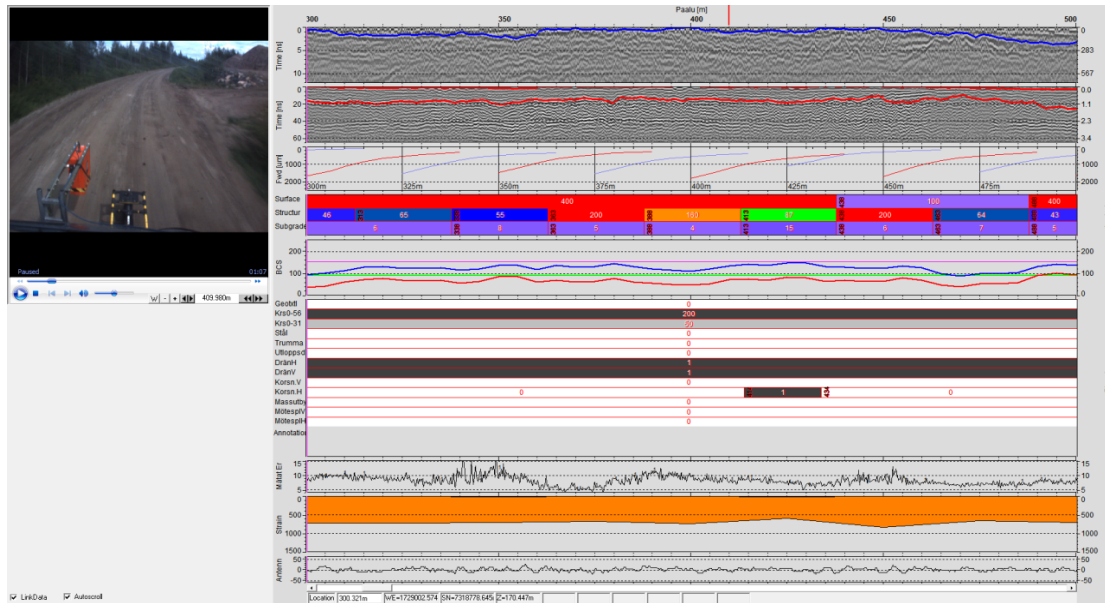 Paalu [m]
300 350 400 450 500
Time [ns] 0 5 10 0 283 567
Time [ns] 0 20 40 60 0.0 1.1 2.3 3.4
Fwd [um] 0 1000 2000 0 1000 2000
300m 325m 350m 375m 400m 425m 450m 475m
Surface 400 100 400
Structur 46 65 55 200 87 200 64 43
Subgrade 6 8 5 4 15 6 7 5
BCS 200 100 0 200 100 0
Geotxtl 0
Krs0-56 200
Krs0-31 50
Stål 0
Trumma 0
Utloppsd 0
DränH 1
DränV 1
Korsn.V 0
Korsn.H 0 1 434 0
Massutby 0
MötesplV 0
MötesplH 0
Annotation
Mätat Er 15 10 5 15 10 5
Strain 0 500 1000 1500 0 500 1000 1500
Antenn 50 0 -50 50 0 -50
Paused 01:07
W - + 409.980m
LinkData Autoscroll
Location 300.321m WE=1729002.574 SN=7318778.645 Z=170.447m